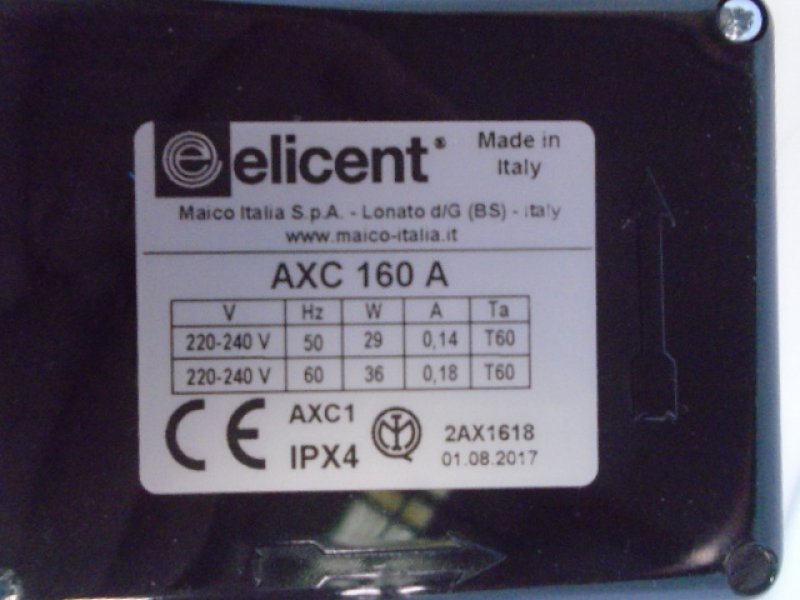 elicent®
Made in
Italy
Maico Italia S.p.A. - Lonato d/G (BS) - Italy
www.maico-italia.it
AXC 160 A
V Hz W A Ta
220-240 V 50 29 0,14 T60
220-240 V 60 36 0,18 T60
CE AXC1
IPX4
2AX1618
01.08.2017